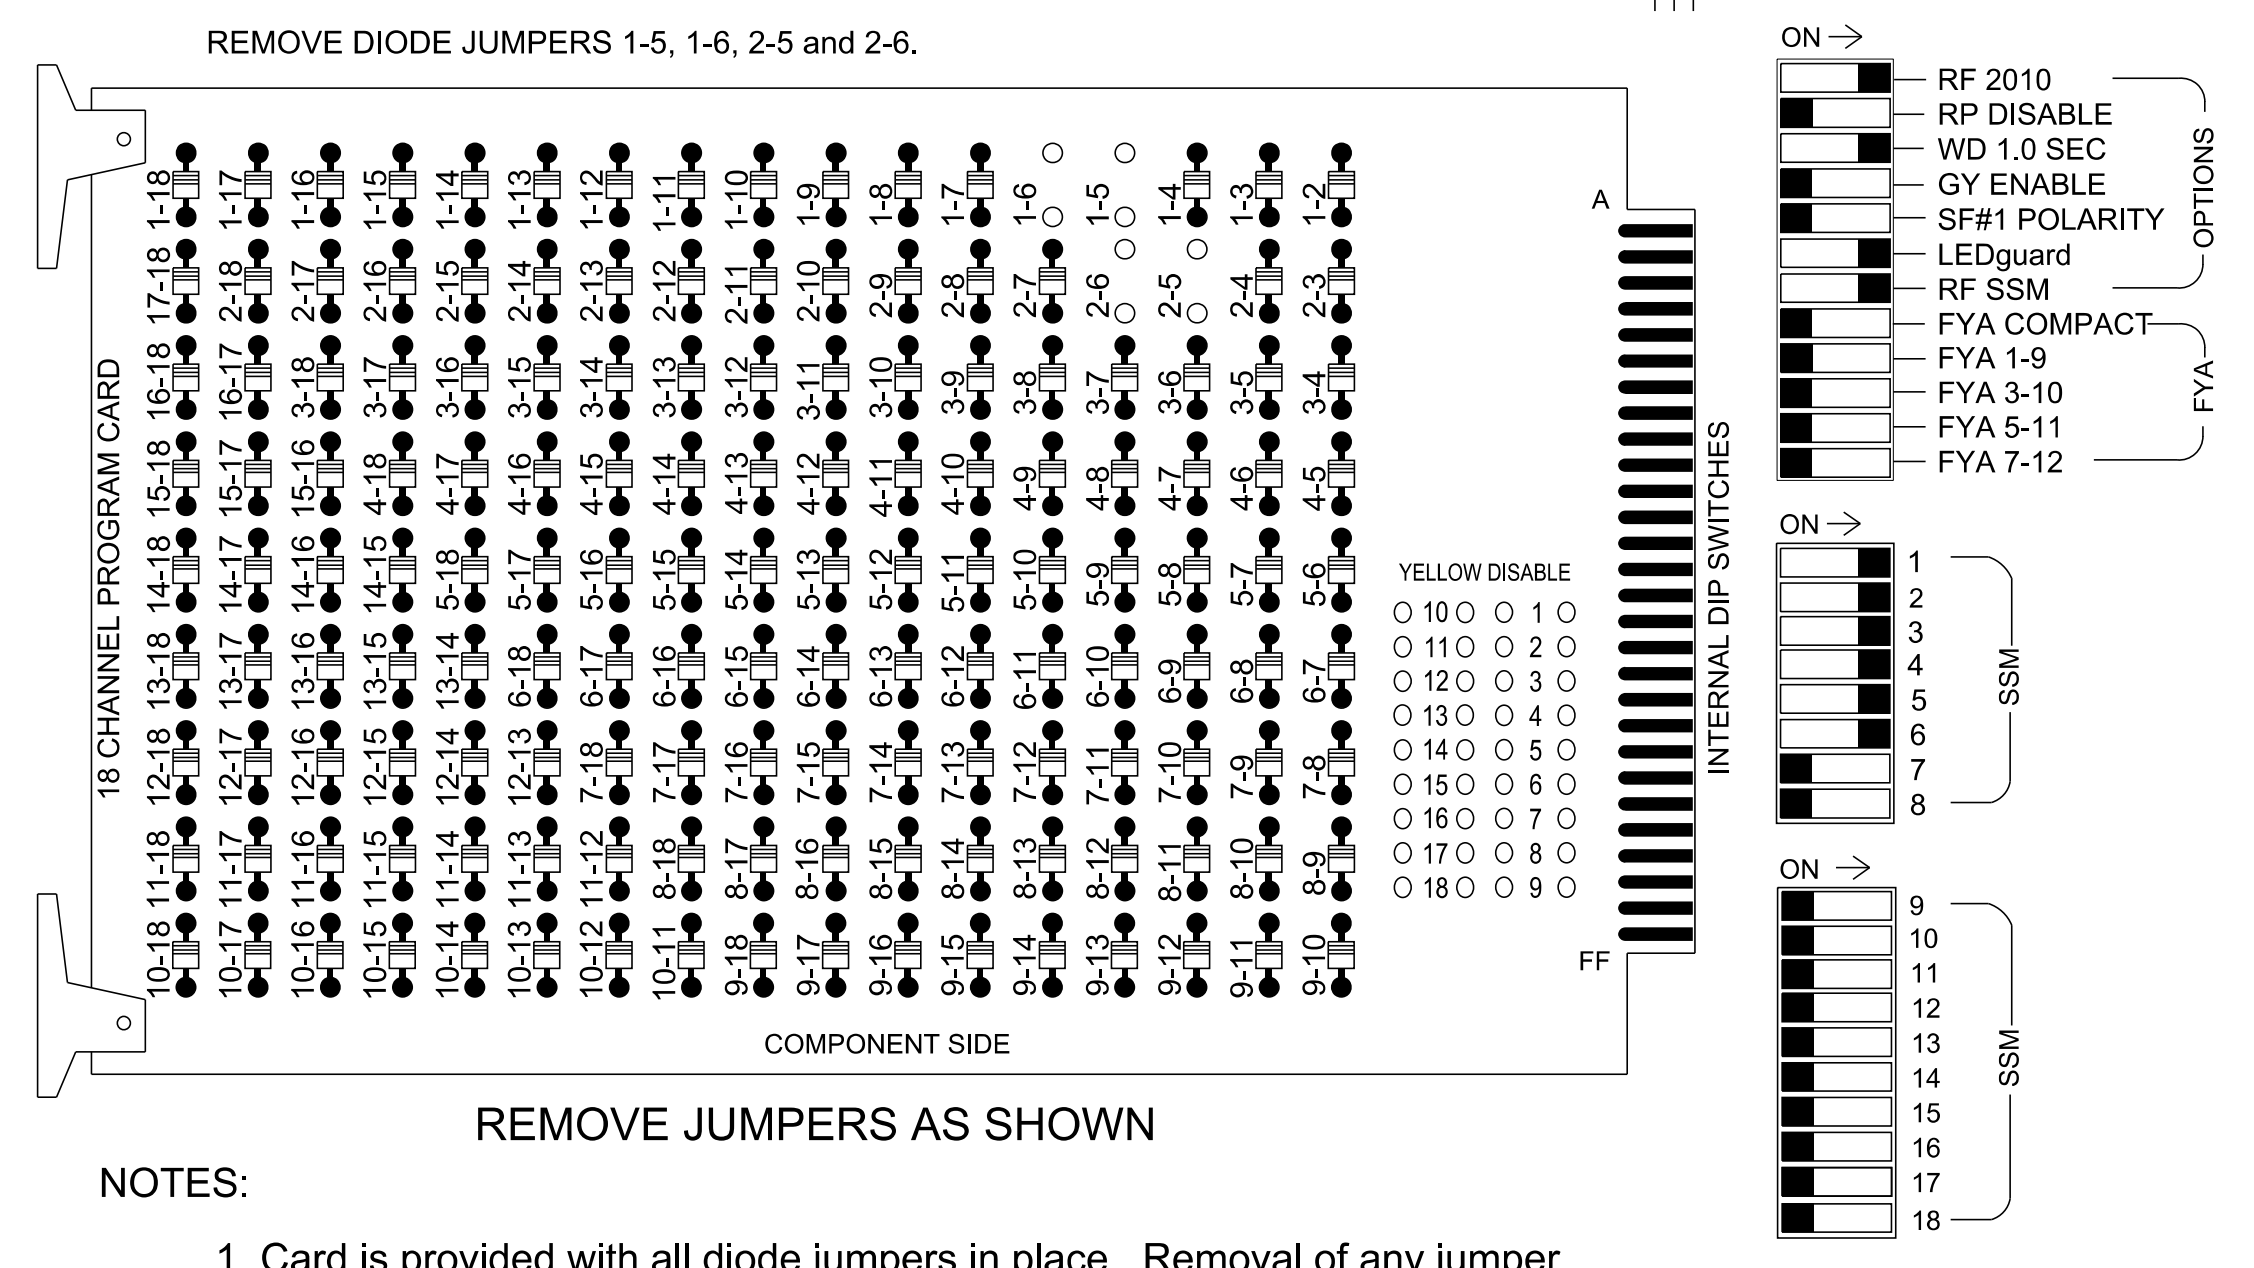 REMOVE DIODE JUMPERS 1-5, 1-6, 2-5 and 2-6.
18 CHANNEL PROGRAM CARD
1-18 1-17 1-16 1-15 1-14 1-13 1-12 1-11 1-10 1-9 1-8 1-7 1-6 1-5 1-4 1-3 1-2
17-18 2-18 2-17 2-16 2-15 2-14 2-13 2-12 2-11 2-10 2-9 2-8 2-7 2-6 2-5 2-4 2-3
16-18 16-17 3-18 3-17 3-16 3-15 3-14 3-13 3-12 3-11 3-10 3-9 3-8 3-7 3-6 3-5 3-4
15-18 15-17 15-16 4-18 4-17 4-16 4-15 4-14 4-13 4-12 4-11 4-10 4-9 4-8 4-7 4-6 4-5
14-18 14-17 14-16 14-15 5-18 5-17 5-16 5-15 5-14 5-13 5-12 5-11 5-10 5-9 5-8 5-7 5-6
13-18 13-17 13-16 13-15 13-14 6-18 6-17 6-16 6-15 6-14 6-13 6-12 6-11 6-10 6-9 6-8 6-7
12-18 12-17 12-16 12-15 12-14 12-13 7-18 7-17 7-16 7-15 7-14 7-13 7-12 7-11 7-10 7-9 7-8
11-18 11-17 11-16 11-15 11-14 11-13 11-12 8-18 8-17 8-16 8-15 8-14 8-13 8-12 8-11 8-10 8-9
10-18 10-17 10-16 10-15 10-14 10-13 10-12 10-11 9-18 9-17 9-16 9-15 9-14 9-13 9-12 9-11 9-10
YELLOW DISABLE
10 1
11 2
12 3
13 4
14 5
15 6
16 7
17 8
18 9
A
FF
COMPONENT SIDE
INTERNAL DIP SWITCHES
ON
RF 2010
RP DISABLE
WD 1.0 SEC
GY ENABLE
SF#1 POLARITY
LEDguard
RF SSM
OPTIONS
FYA COMPACT
FYA 1-9
FYA 3-10
FYA 5-11
FYA 7-12
FYA
ON
1
2
3
4
5
6
7
8
SSM
ON
9
10
11
12
13
14
15
16
17
18
SSM
REMOVE JUMPERS AS SHOWN
NOTES:
1. Card is provided with all diode jumpers in place. Removal of any jumper